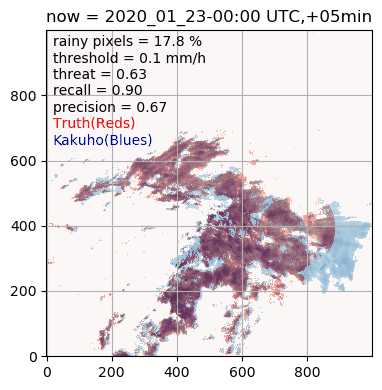 now = 2020_01_23-00:00 UTC,+05min
rainy pixels = 17.8 %
threshold = 0.1 mm/h
threat = 0.63
recall = 0.90
precision = 0.67
Truth(Reds)
Kakuho(Blues)
800
600
400
200
0
0 200 400 600 800